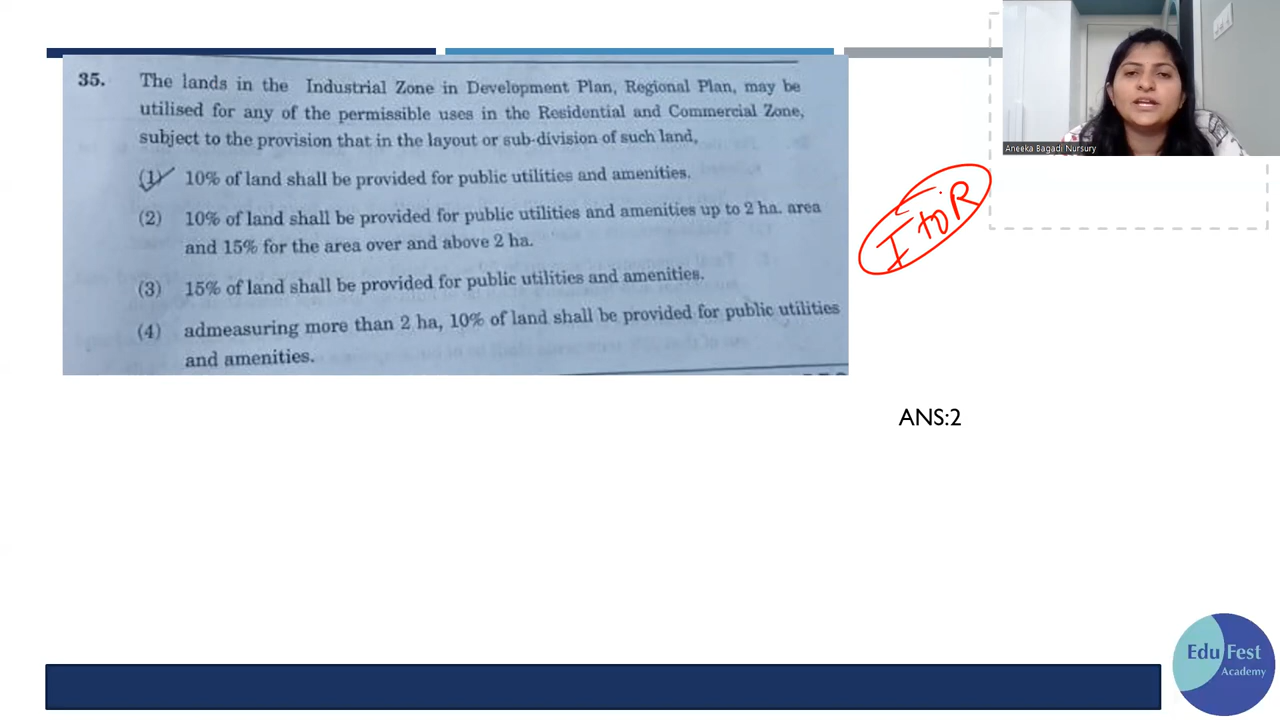 35. The lands in the Industrial Zone in Development Plan, Regional Plan, may be
utilised for any of the permissible uses in the Residential and Commercial Zone,
subject to the provision that in the layout or sub-division of such land,
(1) 10% of land shall be provided for public utilities and amenities.
(2) 10% of land shall be provided for public utilities and amenities up to 2 ha. area
and 15% for the area over and above 2 ha.
(3) 15% of land shall be provided for public utilities and amenities.
(4) admeasuring more than 2 ha, 10% of land shall be provided for public utilities
and amenities.
I to R
Aneeka Bagadi Nursury
ANS:2
Edu Fest
Academy